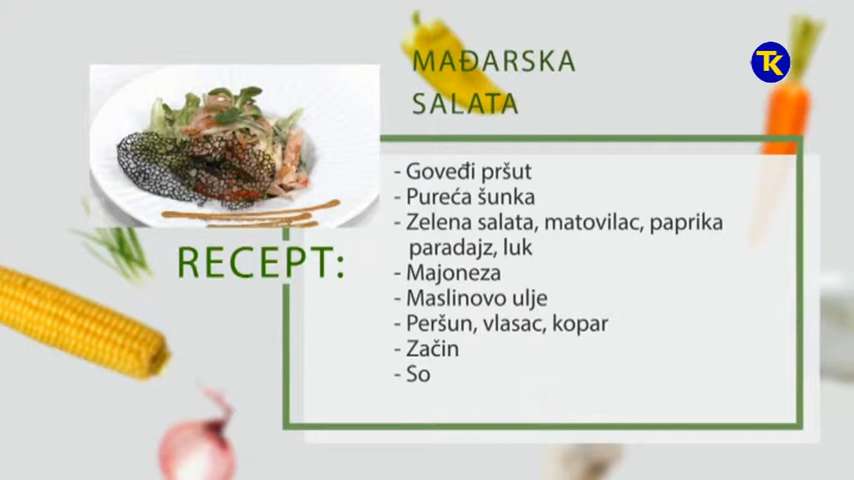 MAĐARSKA
SALATA
TK
- Goveđi pršut
- Pureća šunka
- Zelena salata, matovilac, paprika
paradajz, luk
RECEPT:
- Majoneza
- Maslinovo ulje
- Peršun, vlasac, kopar
- Začin
- So